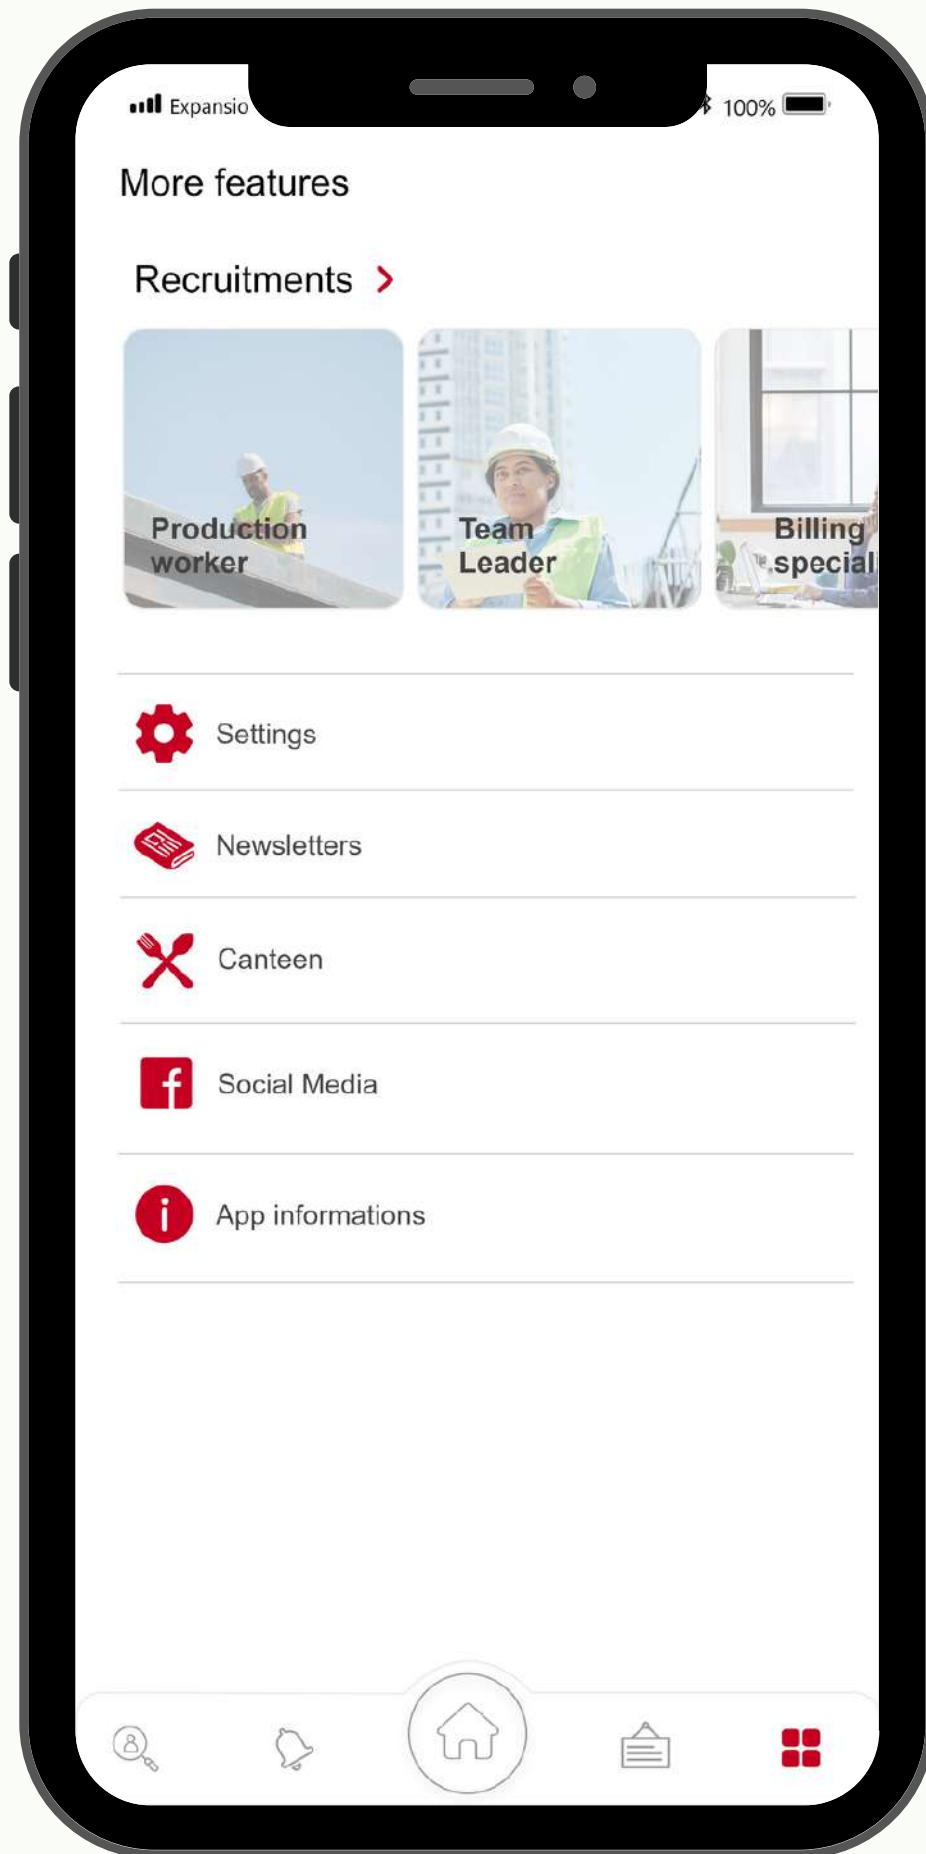 Expansio
100%
More features
Recruitments
Production
worker
Team
Leader
Billing
special
Settings
Newsletters
Canteen
Social Media
App informations